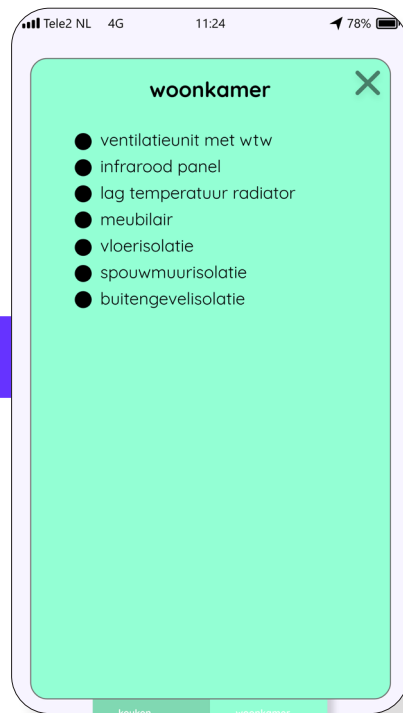 Tele2 NL 4G 11:24 78%
woonkamer
ventilatieunit met wtw
infrarood panel
lag temperatuur radiator
meubilair
vloerisolatie
spouwmuurisolatie
buitengevelisolatie
keuken woonkamer